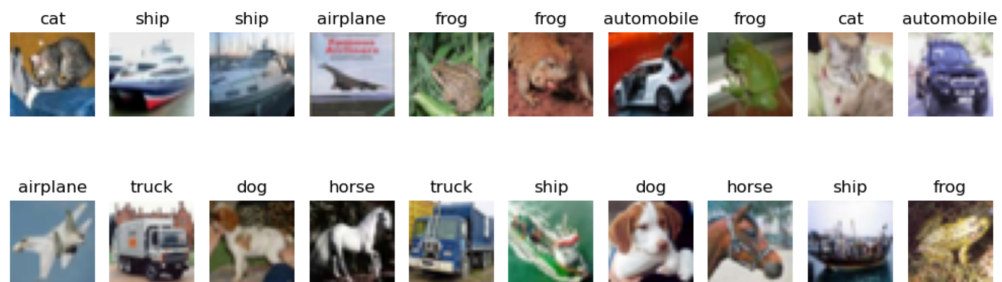 cat ship ship airplane frog frog automobile frog cat automobile
airplane truck dog horse truck ship dog horse ship frog